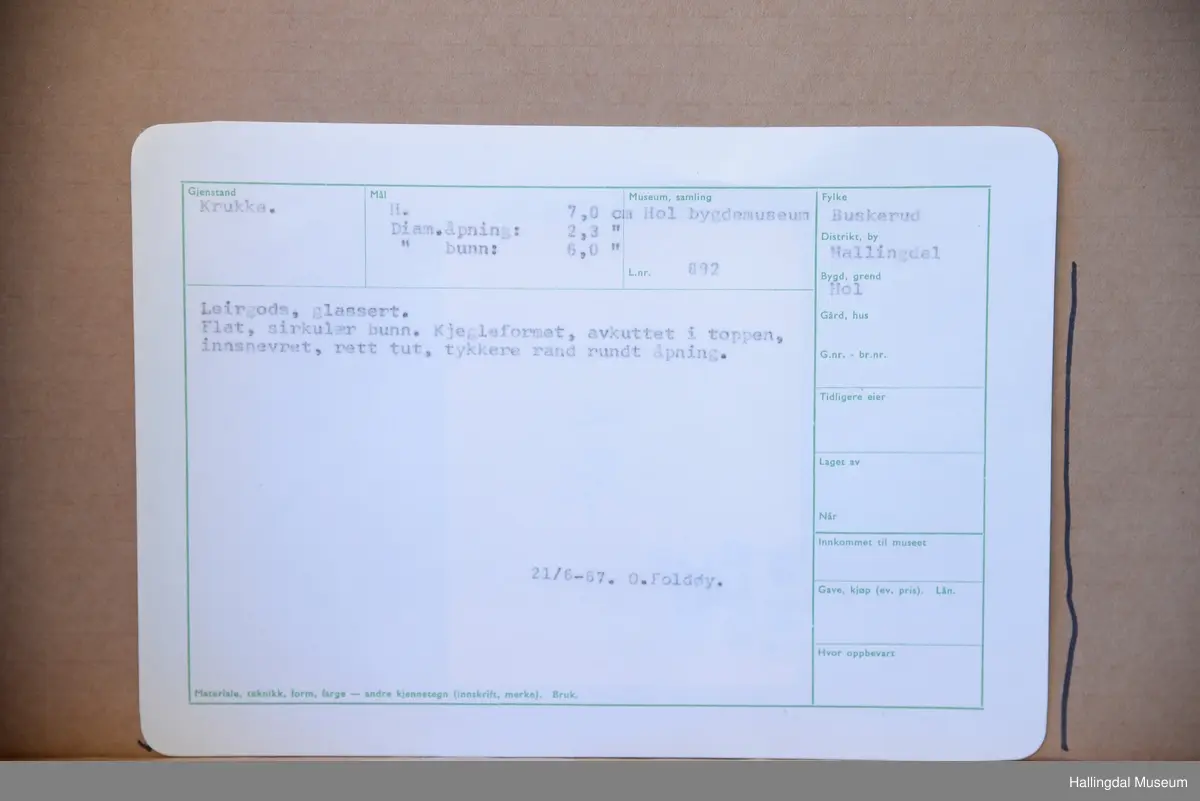 Gjenstand
Krukke.
Mål
H. 7,0 cm
Diam.åpning: 2,3 "
" bunn: 6,0 "
Museum, samling
Hol bygdemuseum
L.nr. 892
Fylke
Buskerud
Distrikt, by
Hallingdal
Bygd, grend
Hol
Gård, hus
G.nr. - br.nr.
Tidligere eier
Laget av
Når
Innkommet til museet
Gave, kjøp (ev. pris). Lån.
Hvor oppbevart
Leirgods, glassert.
Flat, sirkulær bunn. Kjegleformet, avkuttet i toppen,
innsnevret, rett tut, tykkere rand rundt åpning.
21/6-67. O.Foldøy.
Materiale, teknikk, form, farge — andre kjennetegn (innskrift, merke). Bruk.
Hallingdal Museum